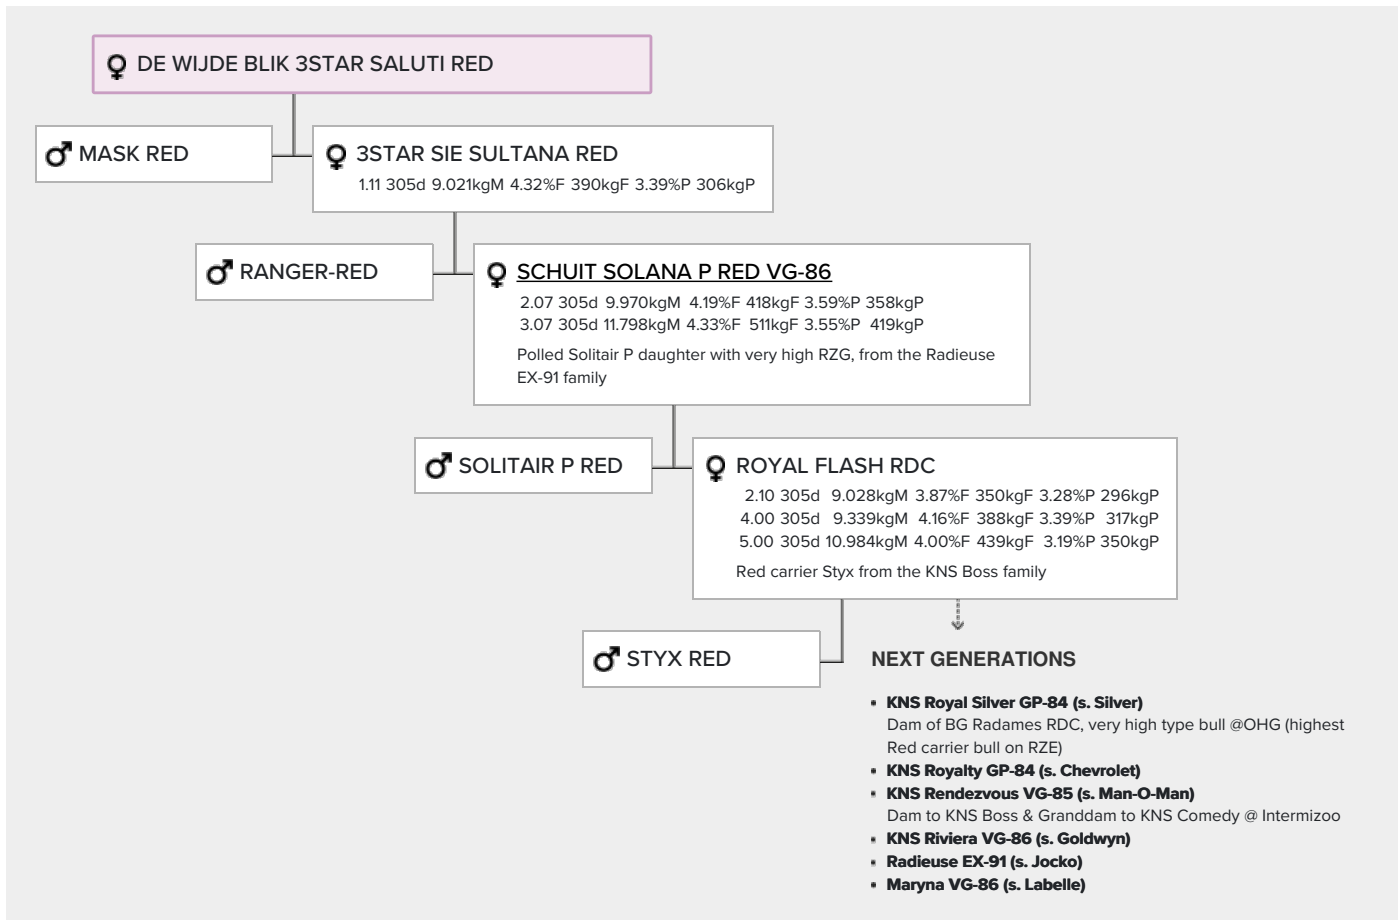 DE WIJDE BLIK 3STAR SALUTI RED
MASK RED
3STAR SIE SULTANA RED
1.11 305d 9.021kgM 4.32%F 390kgF 3.39%P 306kgP
RANGER-RED
SCHUIT SOLANA P RED VG-86
2.07 305d 9.970kgM 4.19%F 418kgF 3.59%P 358kgP
3.07 305d 11.798kgM 4.33%F 511kgF 3.55%P 419kgP
Polled Solitair P daughter with very high RZG, from the Radieuse
EX-91 family
SOLITAIR P RED
ROYAL FLASH RDC
2.10 305d 9.028kgM 3.87%F 350kgF 3.28%P 296kgP
4.00 305d 9.339kgM 4.16%F 388kgF 3.39%P 317kgP
5.00 305d 10.984kgM 4.00%F 439kgF 3.19%P 350kgP
Red carrier Styx from the KNS Boss family
STYX RED
NEXT GENERATIONS
• KNS Royal Silver GP-84 (s. Silver)
Dam of BG Radames RDC, very high type bull @OHG (highest
Red carrier bull on RZE)
• KNS Royalty GP-84 (s. Chevrolet)
• KNS Rendezvous VG-85 (s. Man-O-Man)
Dam to KNS Boss & Granddam to KNS Comedy @ Intermizoo
• KNS Riviera VG-86 (s. Goldwyn)
• Radieuse EX-91 (s. Jocko)
• Maryna VG-86 (s. Labelle)